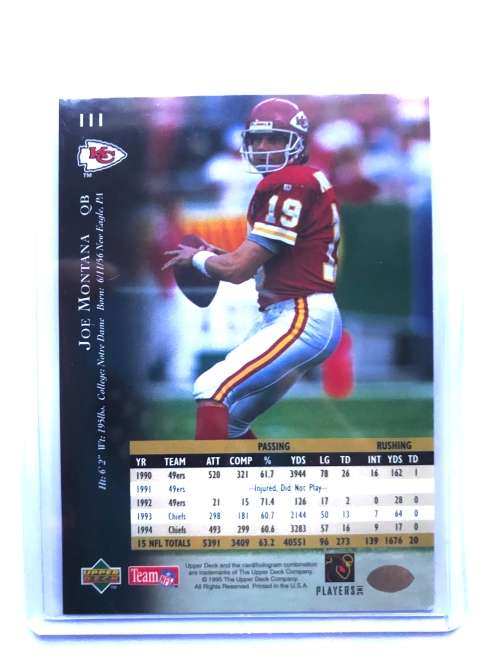 111
KC
TM
JOE MONTANA QB
Ht: 6' 2" Wt: 195lbs. College: Notre Dame Born: 6/11/56 New Eagle, PA
19
PASSING RUSHING
YR TEAM ATT COMP % YDS LG TD INT YDS TD
1990 49ers 520 321 61.7 3944 78 26 16 162 1
1991 49ers --Injured, Did Not Play--
1992 49ers 21 15 71.4 126 17 2 0 28 0
1993 Chiefs 298 181 60.7 2144 50 13 7 64 0
1994 Chiefs 493 299 60.6 3283 57 16 9 17 0
15 NFL TOTALS 5391 3409 63.2 40551 96 273 139 1676 20
UPPER DECK
Team NFL
Upper Deck and the card/hologram combination
are trademarks of The Upper Deck Company.
© 1995 The Upper Deck Company.
All Rights Reserved. Printed in the U.S.A.
PLAYERS INC